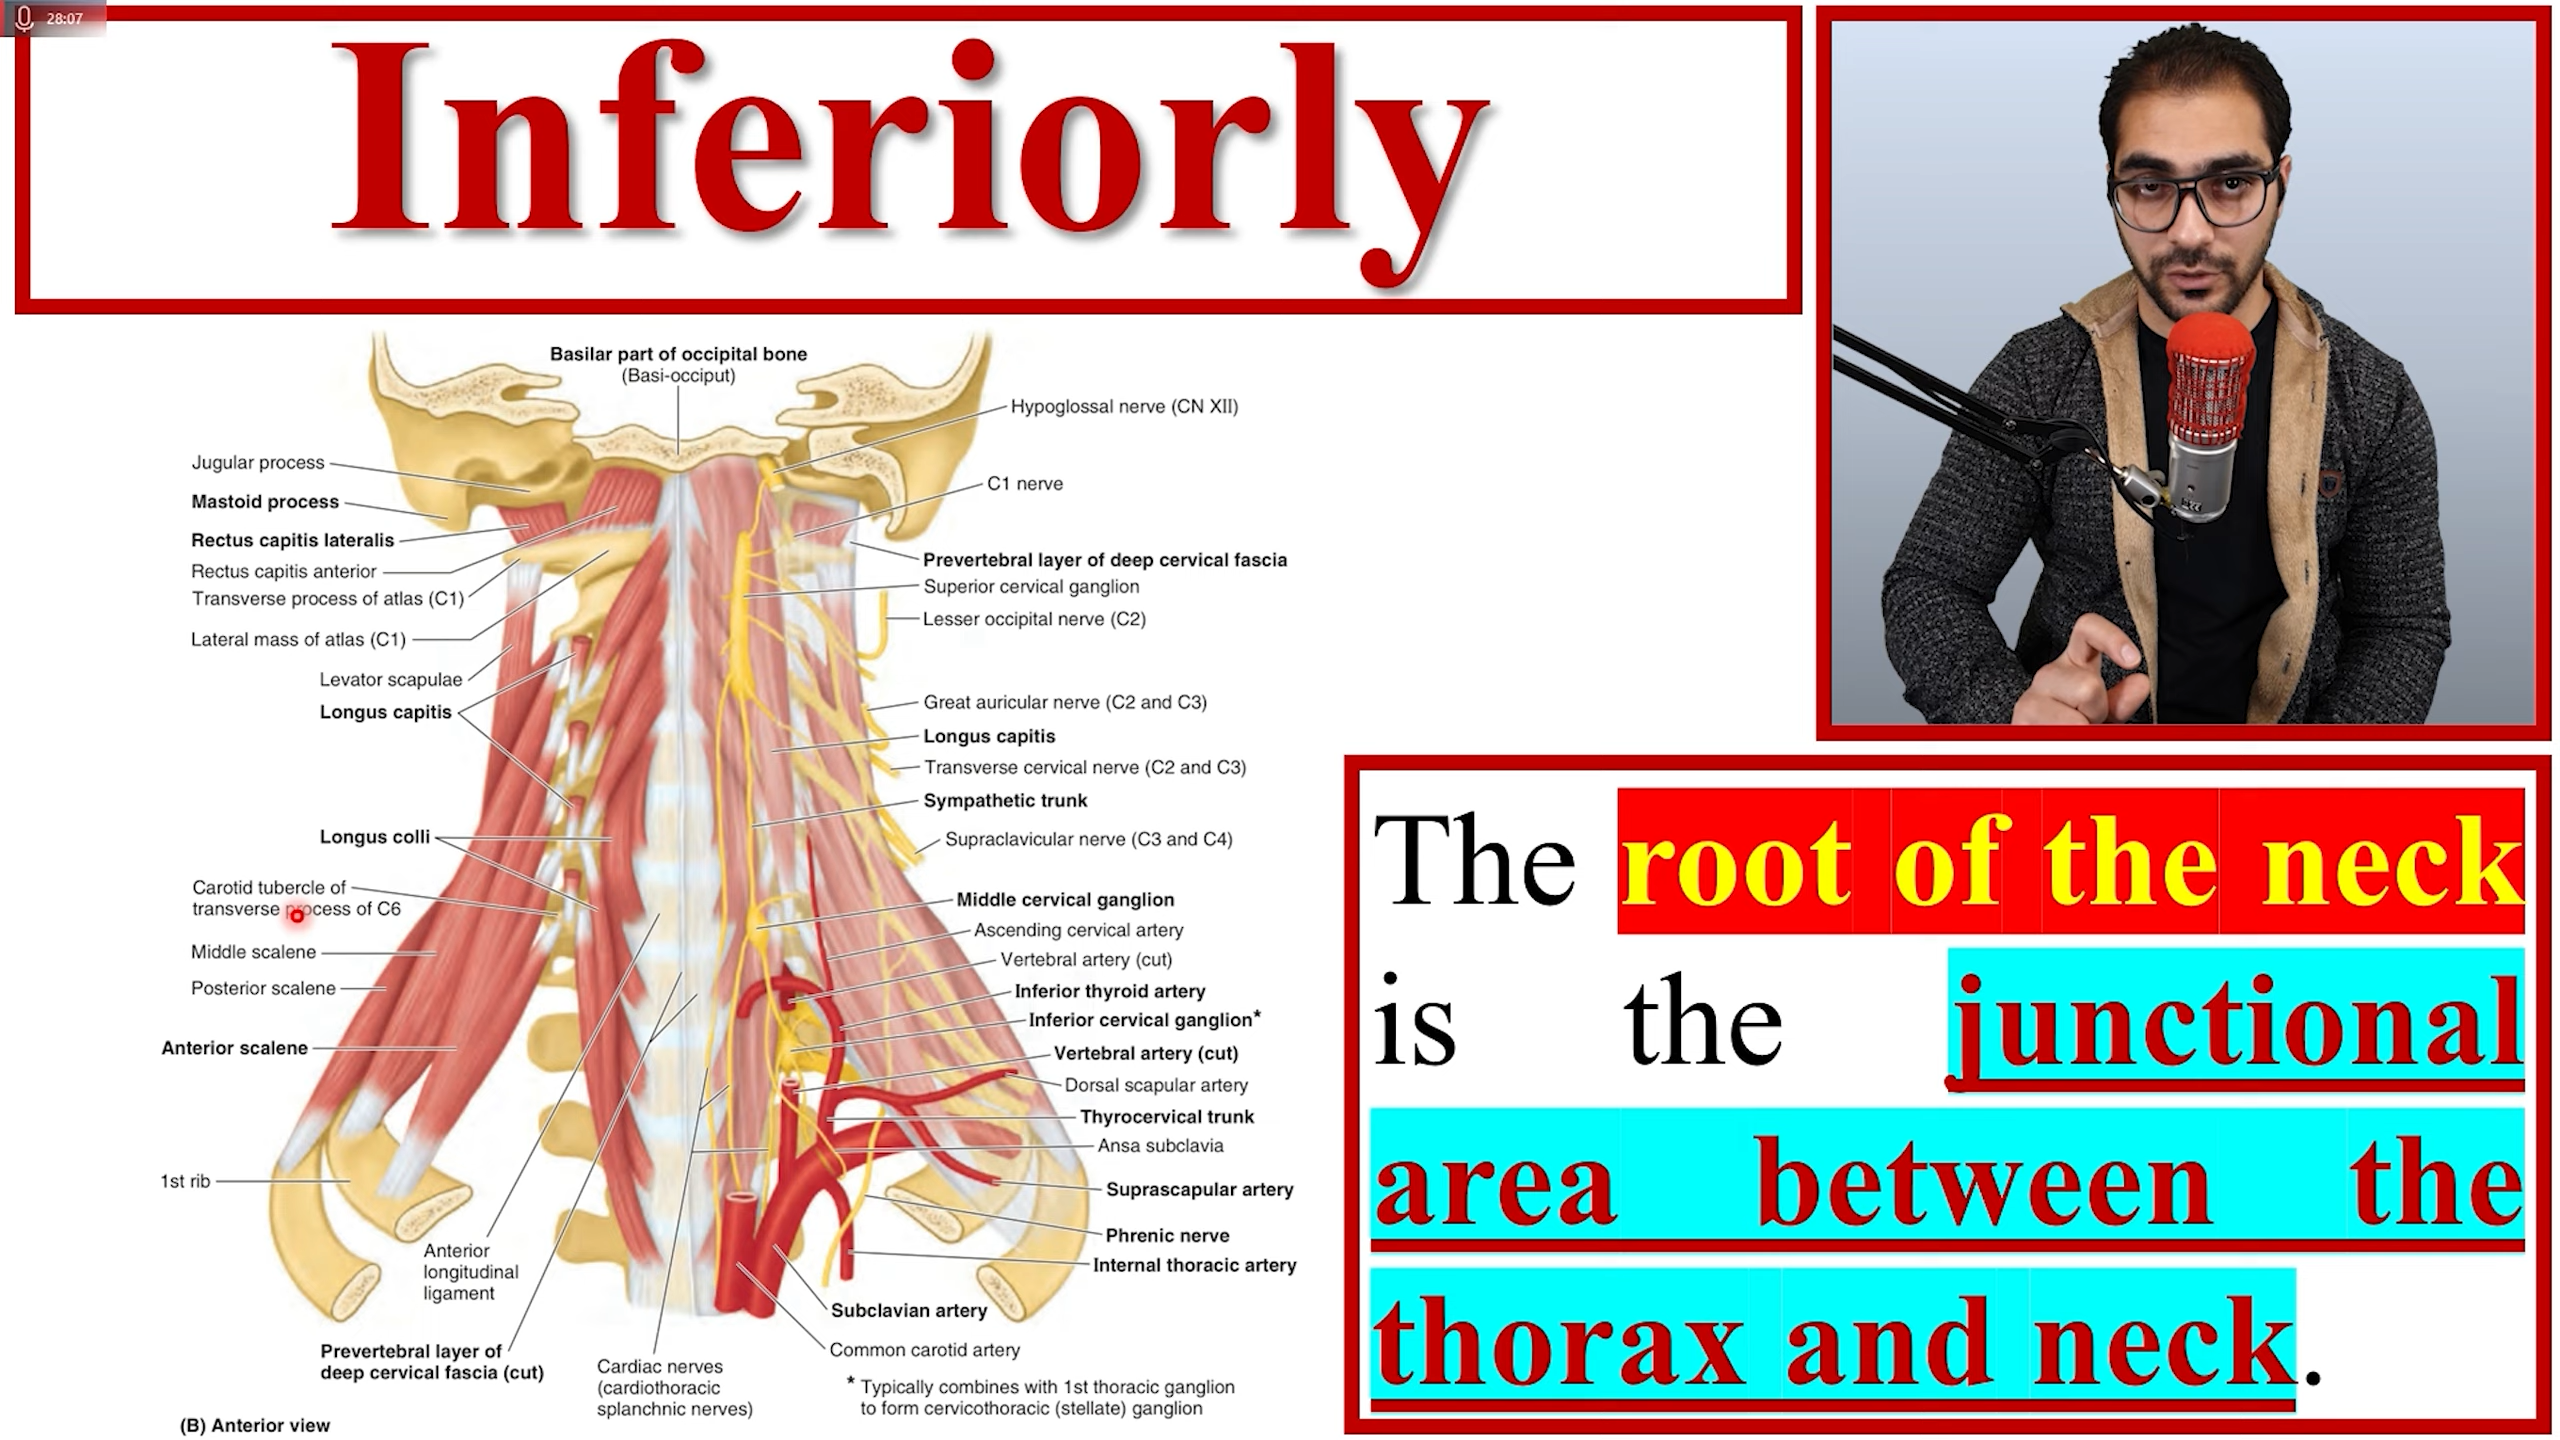 28:07
Inferiorly
Basilar part of occipital bone
(Basi-occiput)
Hypoglossal nerve (CN XII)
Jugular process
C1 nerve
Mastoid process
Rectus capitis lateralis
Prevertebral layer of deep cervical fascia
Rectus capitis anterior
Superior cervical ganglion
Transverse process of atlas (C1)
Lesser occipital nerve (C2)
Lateral mass of atlas (C1)
Levator scapulae
Great auricular nerve (C2 and C3)
Longus capitis
Longus capitis
Transverse cervical nerve (C2 and C3)
Sympathetic trunk
Longus colli
Supraclavicular nerve (C3 and C4)
Carotid tubercle of
transverse process of C6
Middle cervical ganglion
Ascending cervical artery
Middle scalene
Vertebral artery (cut)
Posterior scalene
Inferior thyroid artery
Inferior cervical ganglion*
Anterior scalene
Vertebral artery (cut)
Dorsal scapular artery
Thyrocervical trunk
Ansa subclavia
1st rib
Suprascapular artery
Phrenic nerve
Anterior
longitudinal
ligament
Internal thoracic artery
Subclavian artery
Prevertebral layer of
deep cervical fascia (cut)
Common carotid artery
Cardiac nerves
(cardiothoracic
splanchnic nerves)
* Typically combines with 1st thoracic ganglion
to form cervicothoracic (stellate) ganglion
(B) Anterior view
The root of the neck
is the junctional
area between the
thorax and neck.